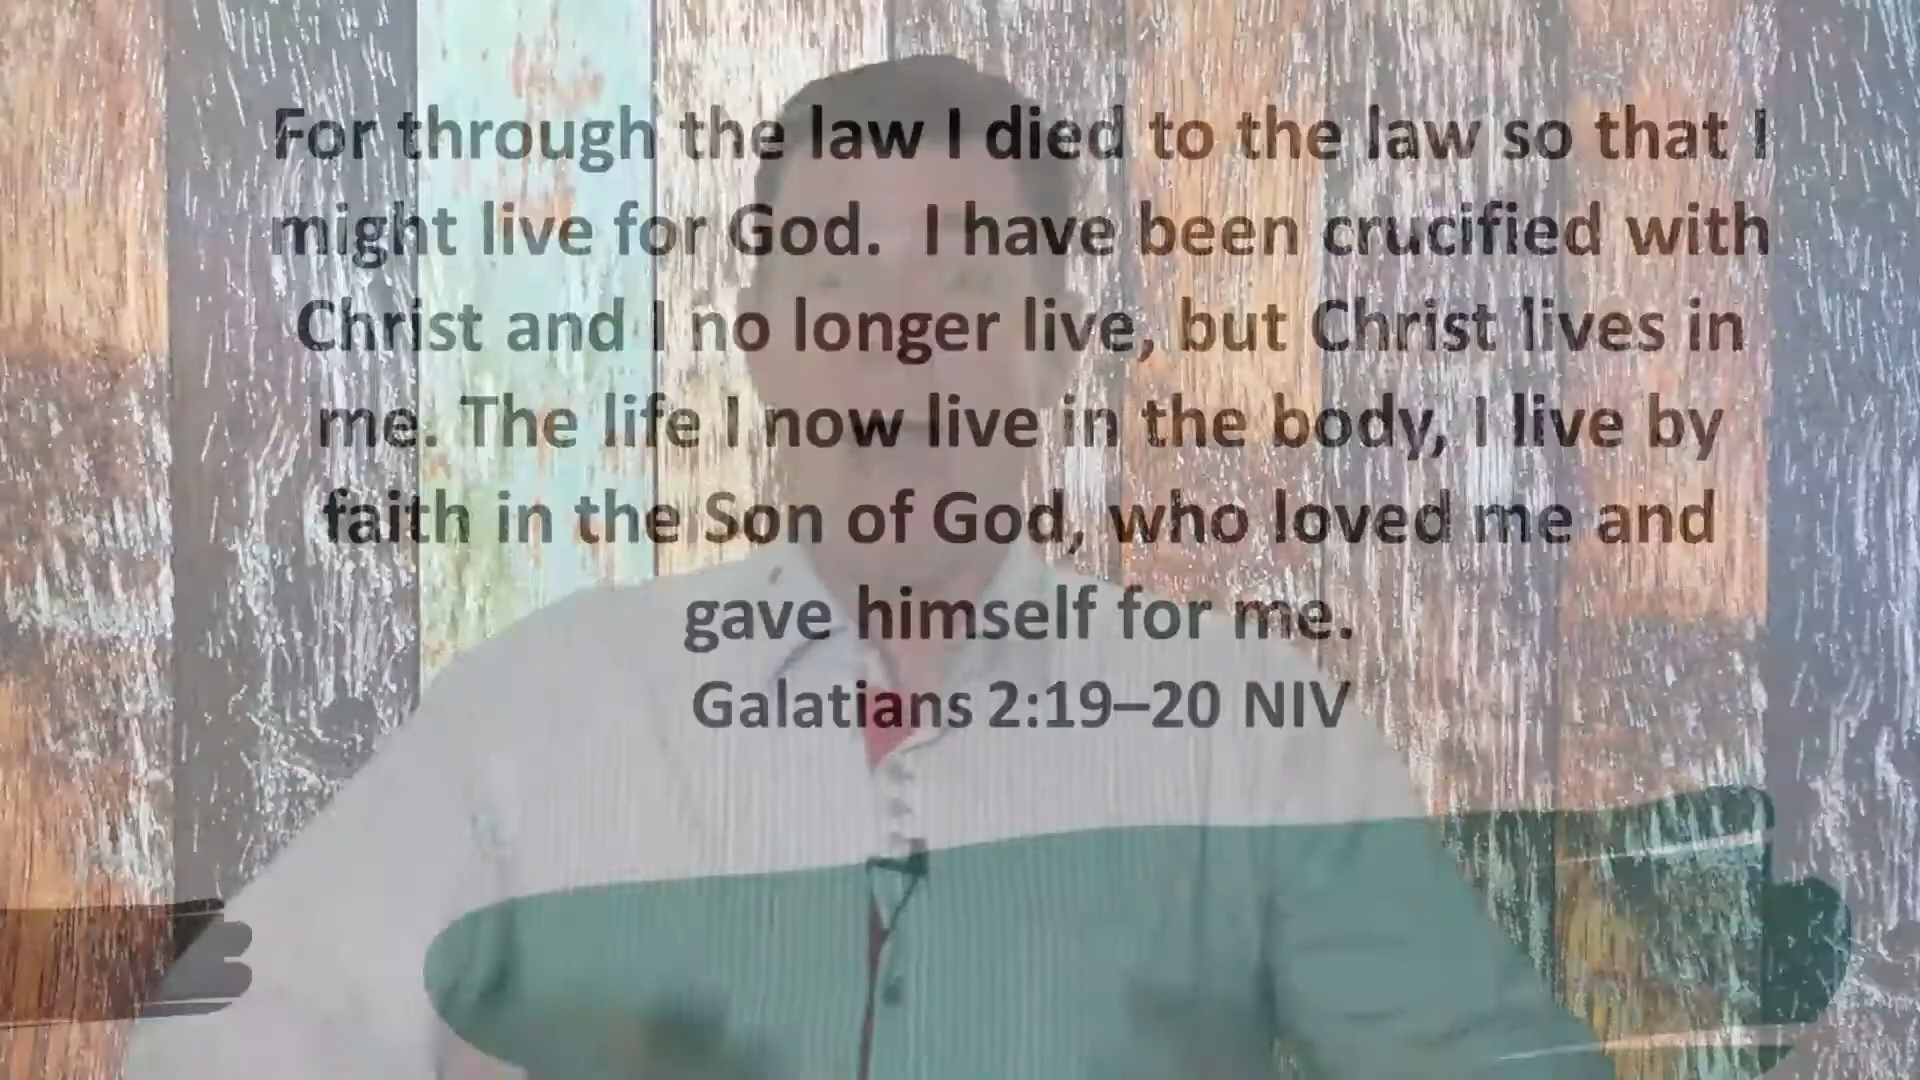 For through the law I died to the law so that I
might live for God.  I have been crucified with
Christ and I no longer live, but Christ lives in
me. The life I now live in the body, I live by
faith in the Son of God, who loved me and
gave himself for me.
Galatians 2:19–20 NIV